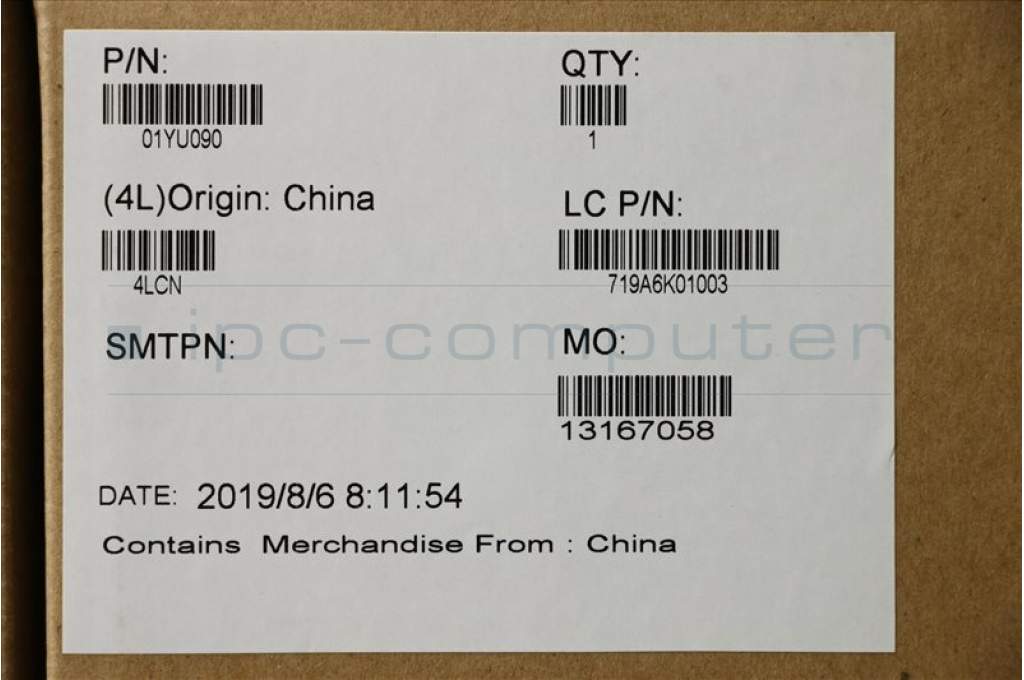 P/N:
01YU090
QTY:
1
(4L)Origin: China
4LCN
LC P/N:
719A6K01003
SMTPN:
MO:
13167058
ipc-computer
DATE: 2019/8/6 8:11:54
Contains Merchandise From : China